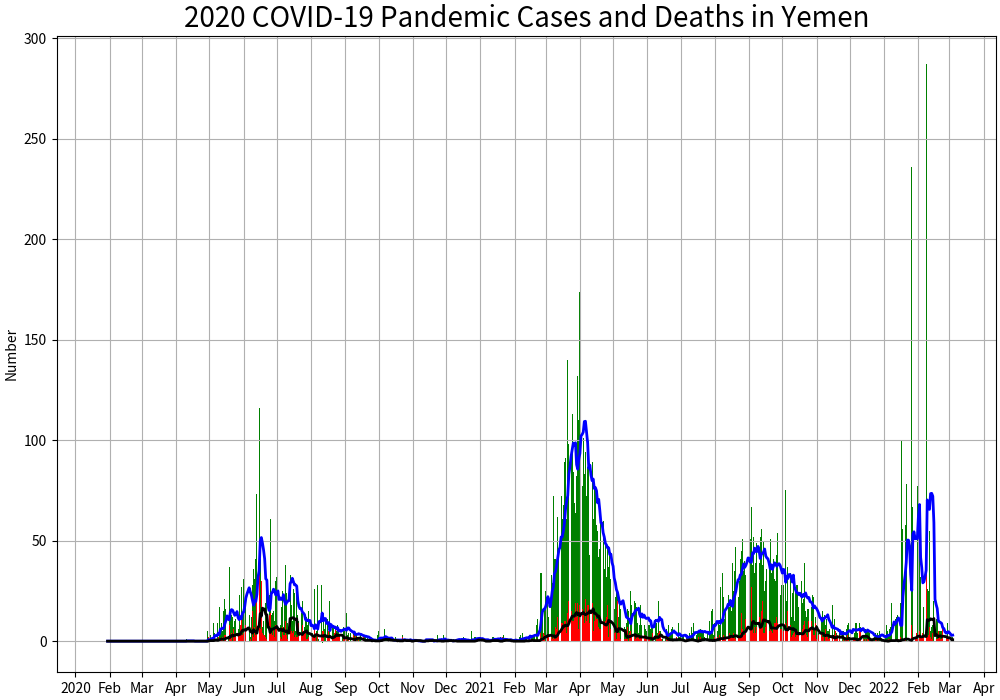 2020 COVID-19 Pandemic Cases and Deaths in Yemen
300
250
200
150
100
50
0
Number
2020 Feb Mar Apr May Jun Jul Aug Sep Oct Nov Dec 2021 Feb Mar Apr May Jun Jul Aug Sep Oct Nov Dec 2022 Feb Mar Apr